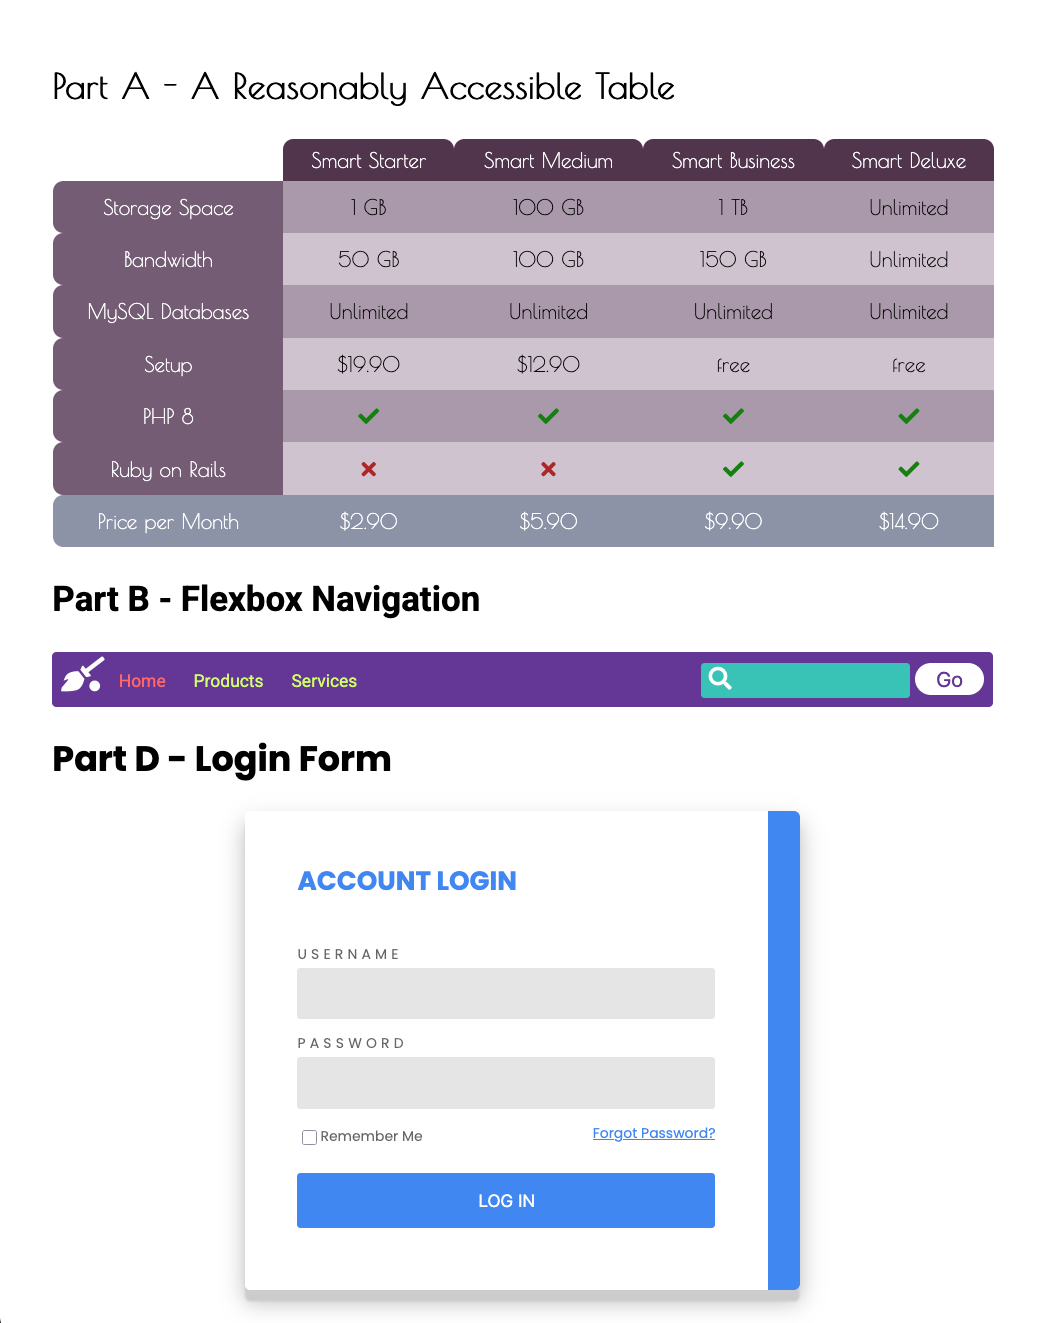 Part A - A Reasonably Accessible Table
Smart Starter Smart Medium Smart Business Smart Deluxe
Storage Space 1 GB 100 GB 1 TB Unlimited
Bandwidth 50 GB 100 GB 150 GB Unlimited
MySQL Databases Unlimited Unlimited Unlimited Unlimited
Setup $19.90 $12.90 free free
PHP 8
Ruby on Rails
Price per Month $2.90 $5.90 $9.90 $14.90
Part B - Flexbox Navigation
Home Products Services Go
Part D - Login Form
ACCOUNT LOGIN
USERNAME
PASSWORD
Remember Me Forgot Password?
LOG IN